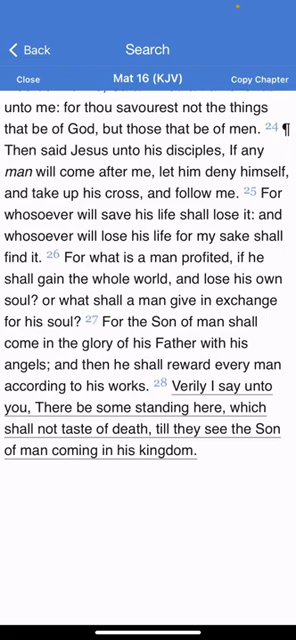 Back
Search
Close
Mat 16 (KJV)
Copy Chapter
unto me: for thou savourest not the things
that be of God, but those that be of men. 24 ¶
Then said Jesus unto his disciples, If any
man will come after me, let him deny himself,
and take up his cross, and follow me. 25 For
whosoever will save his life shall lose it: and
whosoever will lose his life for my sake shall
find it. 26 For what is a man profited, if he
shall gain the whole world, and lose his own
soul? or what shall a man give in exchange
for his soul? 27 For the Son of man shall
come in the glory of his Father with his
angels; and then he shall reward every man
according to his works. 28 Verily I say unto
you, There be some standing here, which
shall not taste of death, till they see the Son
of man coming in his kingdom.